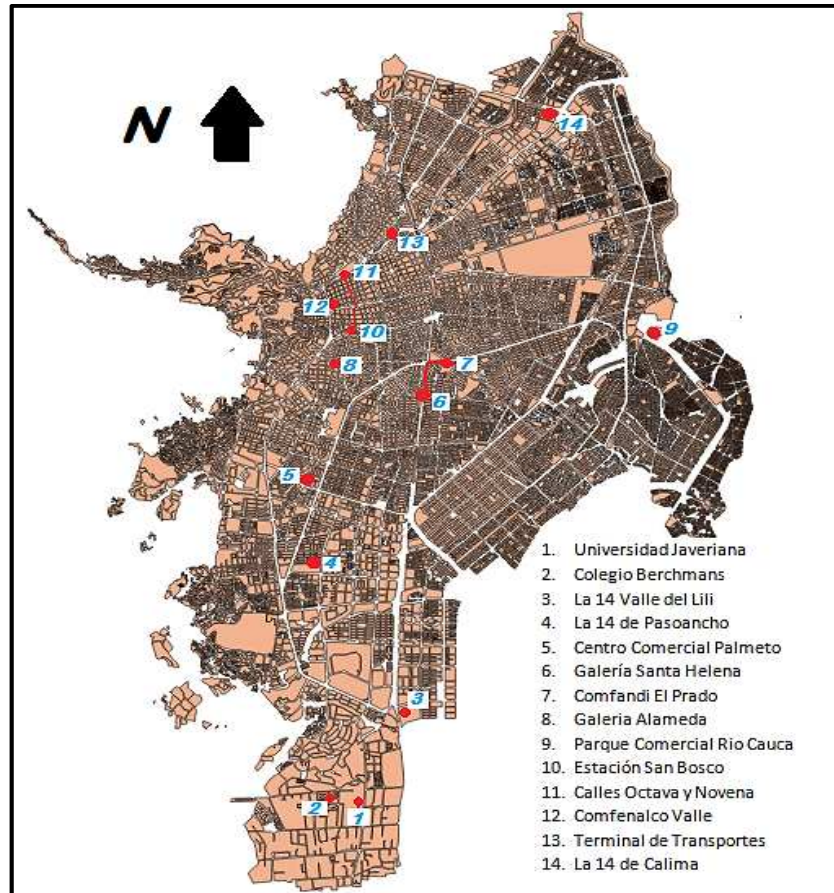 N
14
13
11
12
10
9
8
7
6
5
4
3
2
1
1. Universidad Javeriana
2. Colegio Berchmans
3. La 14 Valle del Lili
4. La 14 de Pasoancho
5. Centro Comercial Palmeto
6. Galería Santa Helena
7. Comfandi El Prado
8. Galeria Alameda
9. Parque Comercial Rio Cauca
10. Estación San Bosco
11. Calles Octava y Novena
12. Comfenalco Valle
13. Terminal de Transportes
14. La 14 de Calima